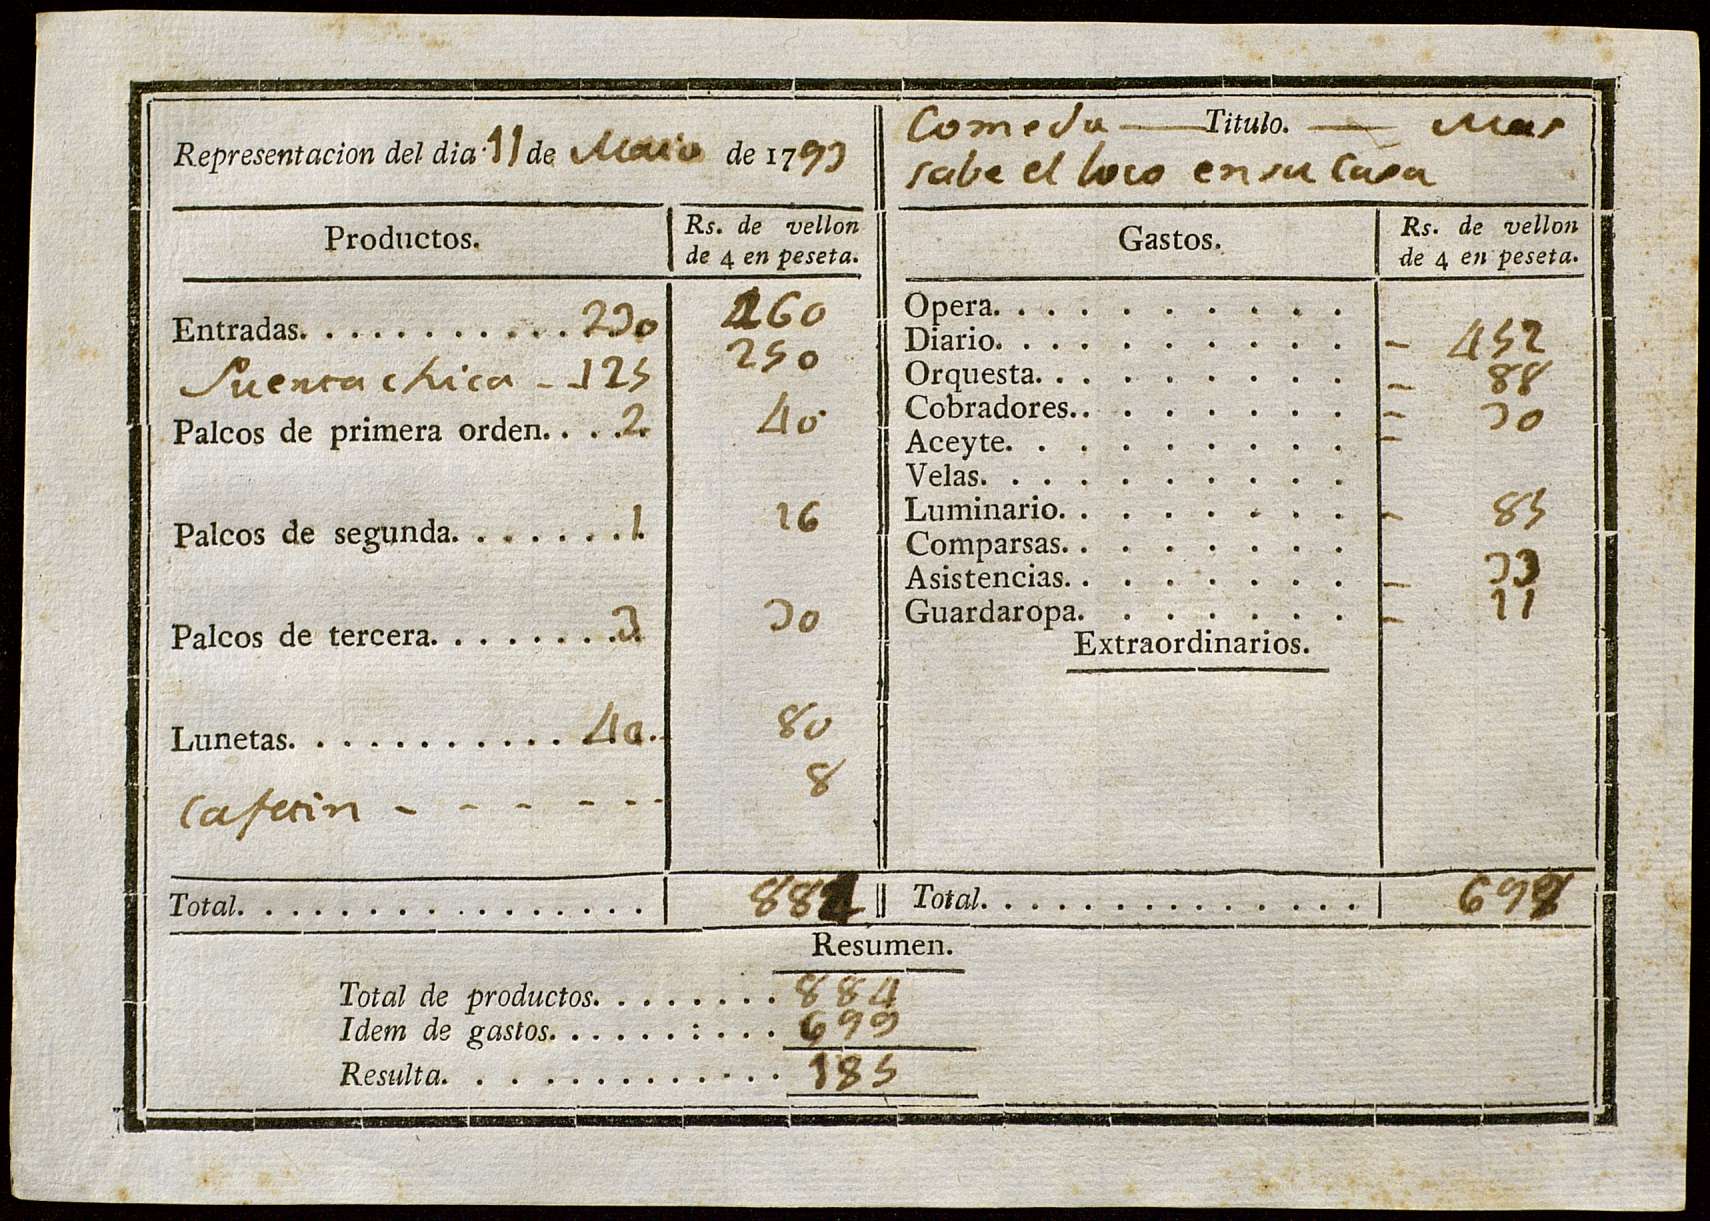 Representacion del dia 11 de Maio de 1793
Comedia — Titulo. — Mas
sabe el loco en su Casa
Productos. Rs. de vellon
de 4 en peseta.
Entradas. . . . . . . . . . . 230 460
Puerta chica - - 125 250
Palcos de primera orden. . . . 2 40
Palcos de segunda. . . . . . . 1 16
Palcos de tercera. . . . . . . . 3 30
Lunetas. . . . . . . . . . . 40 80
Cafetin - - - - - - - 8
Total. . . . . . . . . . . . . . . . 884
Gastos. Rs. de vellon
de 4 en peseta.
Opera. . . . . . . . . . .
Diario. . . . . . . . . . . - 452
Orquesta. . . . . . . . . . - 88
Cobradores. . . . . . . . - 30
Aceyte. . . . . . . . . . -
Velas. . . . . . . . . . .
Luminario. . . . . . . . . - 85
Comparsas. . . . . . . .
Asistencias. . . . . . . . - 33
Guardaropa. . . . . . . - 11
Extraordinarios.
Total. . . . . . . . . . . . . . . 699
Resumen.
Total de productos. . . . . . . . 884
Idem de gastos. . . . . . : . . . 699
Resulta. . . . . . . . . . . . . 185